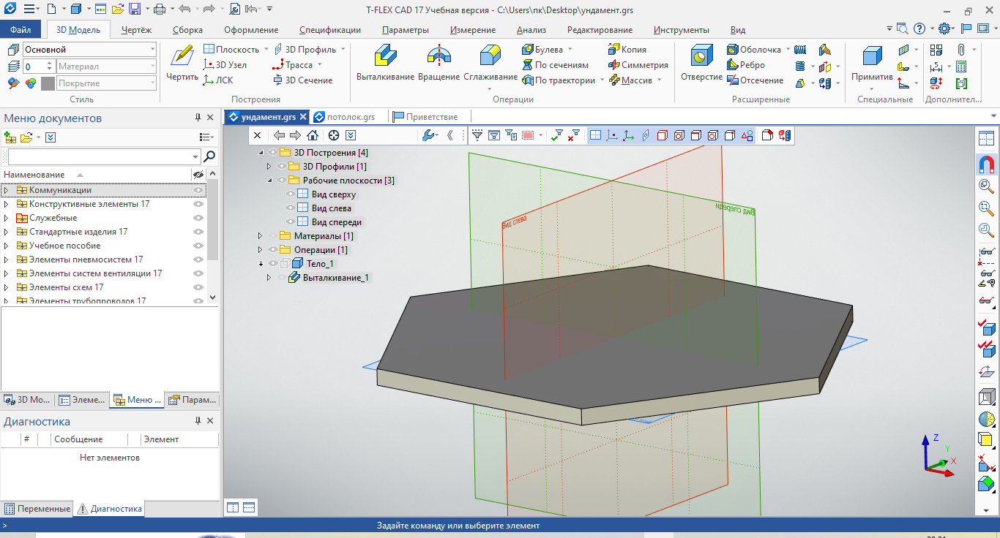 T-FLEX CAD 17 Учебная версия - C:\Users\пк\Desktop\ундамент.grs
Файл 3D Модель Чертёж Сборка Оформление Спецификации Параметры Измерение Анализ Редактирование Инструменты Вид
Основной
0 Материал
Покрытие
Стиль
Чертить
Плоскость
3D Узел
ЛСК
3D Профиль
Трасса
3D Сечение
Построения
Выталкивание Вращение Сглаживание
Булева
По сечениям
По траектории
Копия
Симметрия
Массив
Операции
Отверстие
Оболочка
Ребро
Отсечение
Расширенные
Примитив
Специальные
Дополнител...
Меню документов
Наименование
Коммуникации
Конструктивные элементы 17
Служебные
Стандартные изделия 17
Учебное пособие
Элементы пневмосистем 17
Элементы систем вентиляции 17
Элементы схем 17
Элементы трубопроводов 17
3D Мо... Элеме... Меню ... Парам...
Диагностика
# Сообщение Элемент
Нет элементов
Переменные Диагностика
ундамент.grs потолок.grs Приветствие
3D Построения [4]
3D Профили [1]
Рабочие плоскости [3]
Вид сверху
Вид слева
Вид спереди
Материалы [1]
Операции [1]
Тело_1
Выталкивание_1
Вид слева
Вид спереди
Z
Y
X
> Задайте команду или выберите элемент